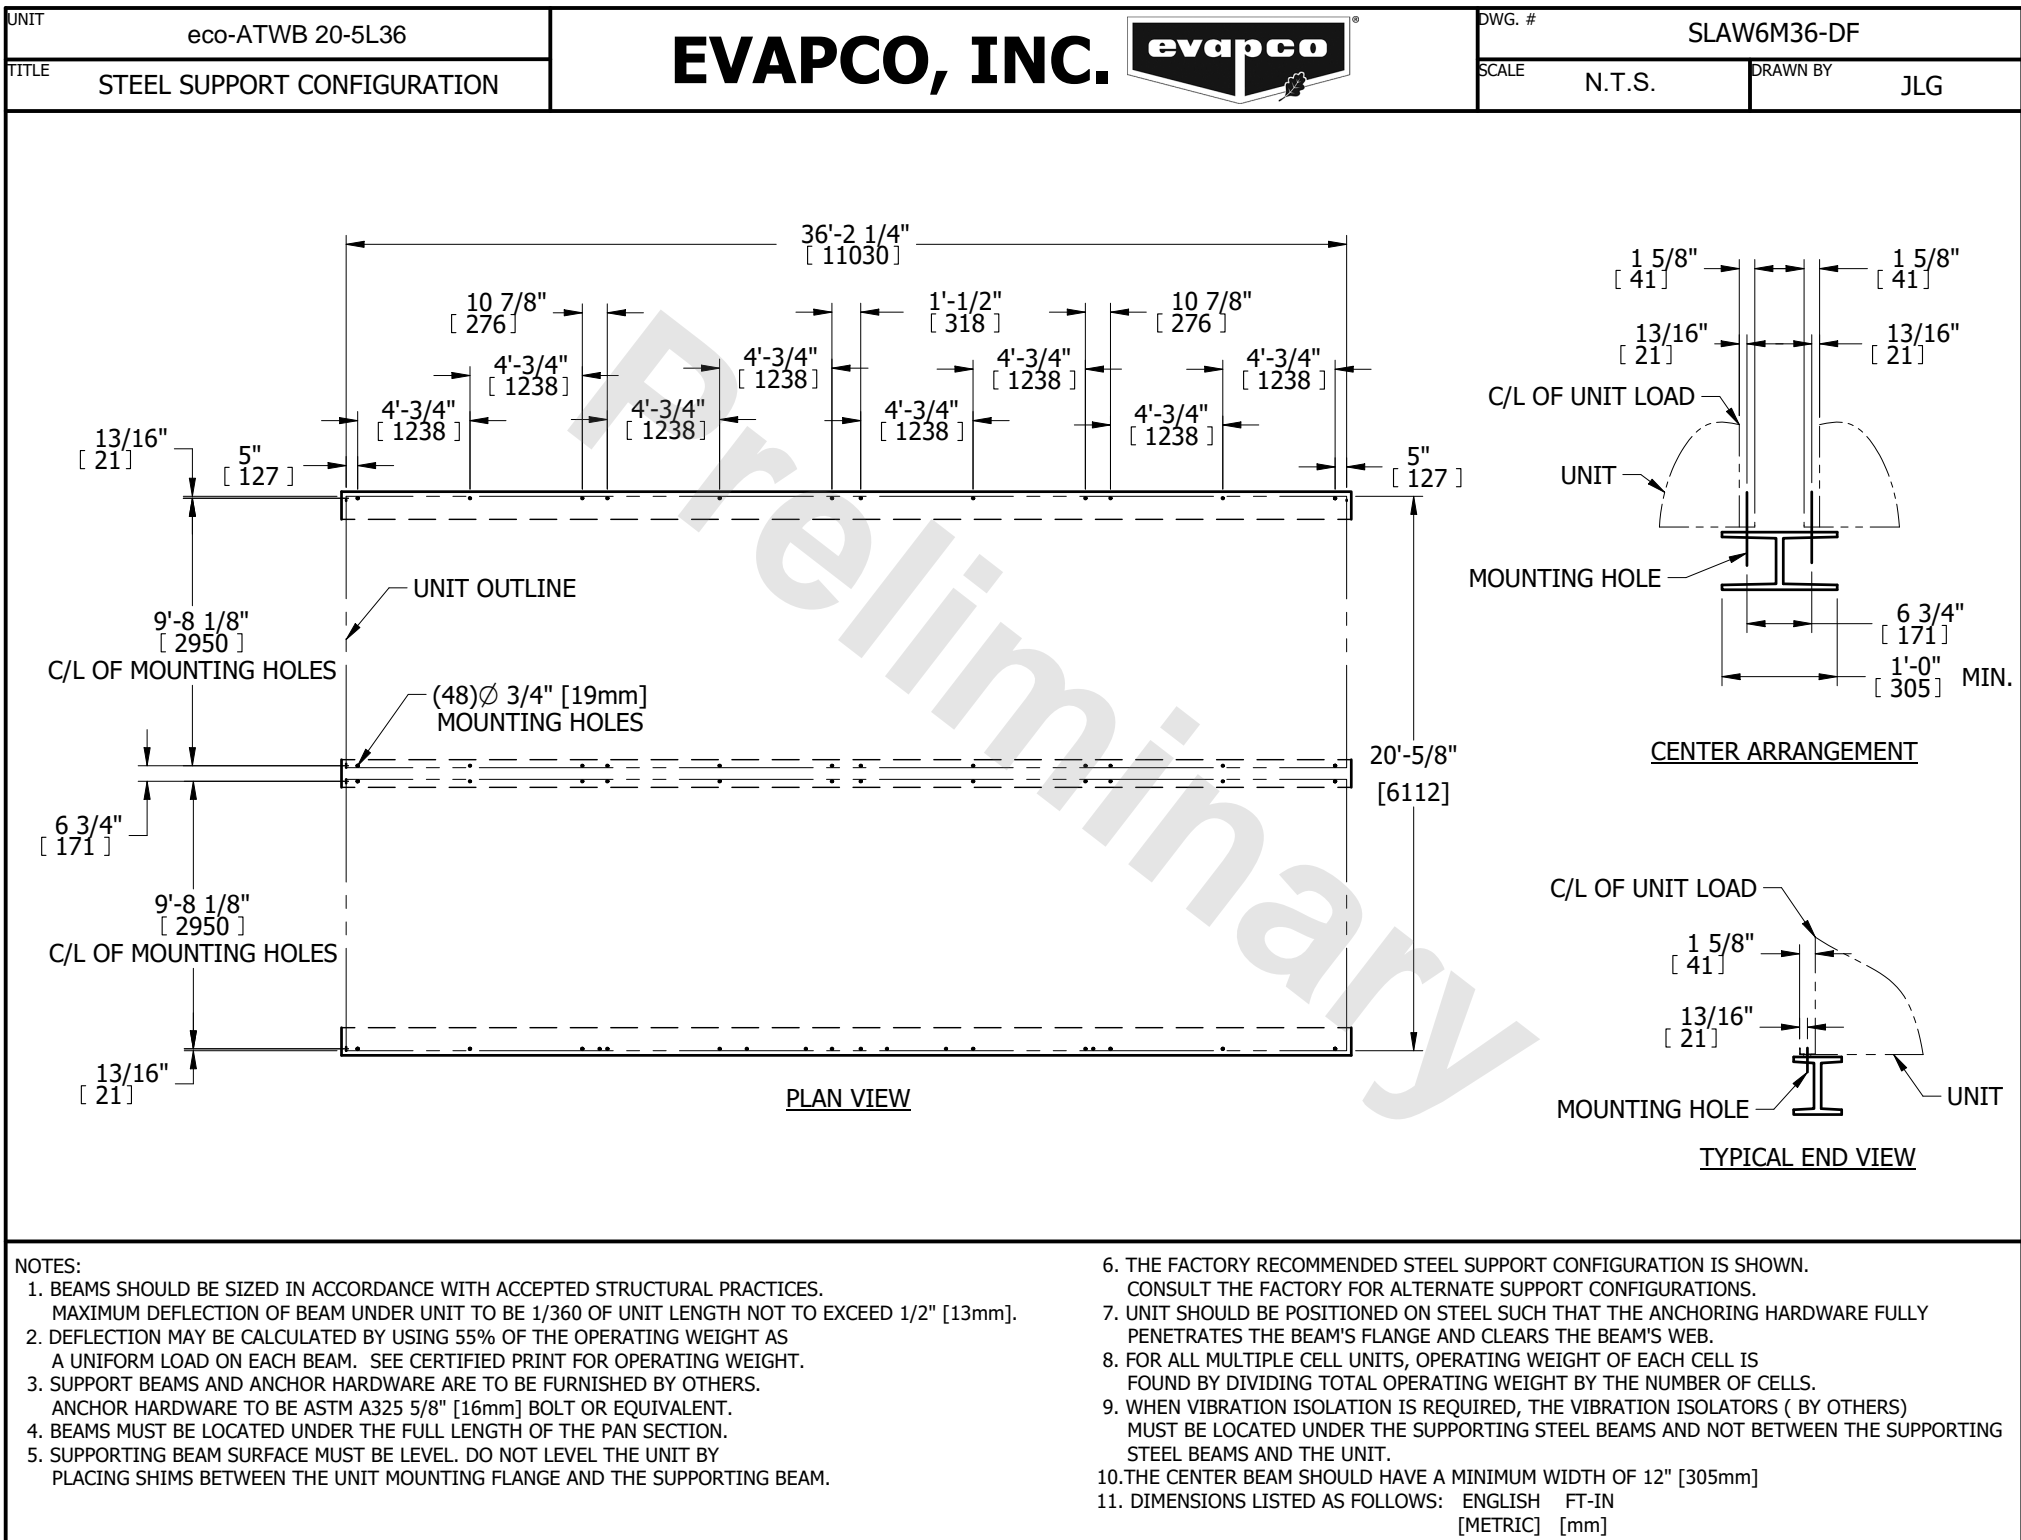 UNIT
eco-ATWB 20-5L36
TITLE
STEEL SUPPORT CONFIGURATION
EVAPCO, INC.
evapco
®
DWG. #
SLAW6M36-DF
SCALE
N.T.S.
DRAWN BY
JLG
36'-2 1/4"
[ 11030 ]
10 7/8"
[ 276 ]
1'-1/2"
[ 318 ]
10 7/8"
[ 276 ]
4'-3/4"
[ 1238 ]
4'-3/4"
[ 1238 ]
4'-3/4"
[ 1238 ]
4'-3/4"
[ 1238 ]
4'-3/4"
[ 1238 ]
4'-3/4"
[ 1238 ]
4'-3/4"
[ 1238 ]
4'-3/4"
[ 1238 ]
13/16"
[ 21 ]
5"
[ 127 ]
5"
[ 127 ]
UNIT OUTLINE
9'-8 1/8"
[ 2950 ]
C/L OF MOUNTING HOLES
(48)Ø 3/4" [19mm]
MOUNTING HOLES
20'-5/8"
[6112]
6 3/4"
[ 171 ]
9'-8 1/8"
[ 2950 ]
C/L OF MOUNTING HOLES
13/16"
[ 21 ]
PLAN VIEW
Preliminary
1 5/8"
[ 41 ]
1 5/8"
[ 41 ]
13/16"
[ 21 ]
13/16"
[ 21 ]
C/L OF UNIT LOAD
UNIT
MOUNTING HOLE
6 3/4"
[ 171 ]
1'-0"
[ 305 ] MIN.
CENTER ARRANGEMENT
C/L OF UNIT LOAD
1 5/8"
[ 41 ]
13/16"
[ 21 ]
MOUNTING HOLE
UNIT
TYPICAL END VIEW
NOTES:
1. BEAMS SHOULD BE SIZED IN ACCORDANCE WITH ACCEPTED STRUCTURAL PRACTICES.
MAXIMUM DEFLECTION OF BEAM UNDER UNIT TO BE 1/360 OF UNIT LENGTH NOT TO EXCEED 1/2" [13mm].
2. DEFLECTION MAY BE CALCULATED BY USING 55% OF THE OPERATING WEIGHT AS
A UNIFORM LOAD ON EACH BEAM. SEE CERTIFIED PRINT FOR OPERATING WEIGHT.
3. SUPPORT BEAMS AND ANCHOR HARDWARE ARE TO BE FURNISHED BY OTHERS.
ANCHOR HARDWARE TO BE ASTM A325 5/8" [16mm] BOLT OR EQUIVALENT.
4. BEAMS MUST BE LOCATED UNDER THE FULL LENGTH OF THE PAN SECTION.
5. SUPPORTING BEAM SURFACE MUST BE LEVEL. DO NOT LEVEL THE UNIT BY
PLACING SHIMS BETWEEN THE UNIT MOUNTING FLANGE AND THE SUPPORTING BEAM.
6. THE FACTORY RECOMMENDED STEEL SUPPORT CONFIGURATION IS SHOWN.
CONSULT THE FACTORY FOR ALTERNATE SUPPORT CONFIGURATIONS.
7. UNIT SHOULD BE POSITIONED ON STEEL SUCH THAT THE ANCHORING HARDWARE FULLY
PENETRATES THE BEAM'S FLANGE AND CLEARS THE BEAM'S WEB.
8. FOR ALL MULTIPLE CELL UNITS, OPERATING WEIGHT OF EACH CELL IS
FOUND BY DIVIDING TOTAL OPERATING WEIGHT BY THE NUMBER OF CELLS.
9. WHEN VIBRATION ISOLATION IS REQUIRED, THE VIBRATION ISOLATORS ( BY OTHERS)
MUST BE LOCATED UNDER THE SUPPORTING STEEL BEAMS AND NOT BETWEEN THE SUPPORTING
STEEL BEAMS AND THE UNIT.
10.THE CENTER BEAM SHOULD HAVE A MINIMUM WIDTH OF 12" [305mm]
11. DIMENSIONS LISTED AS FOLLOWS: ENGLISH FT-IN
[METRIC] [mm]